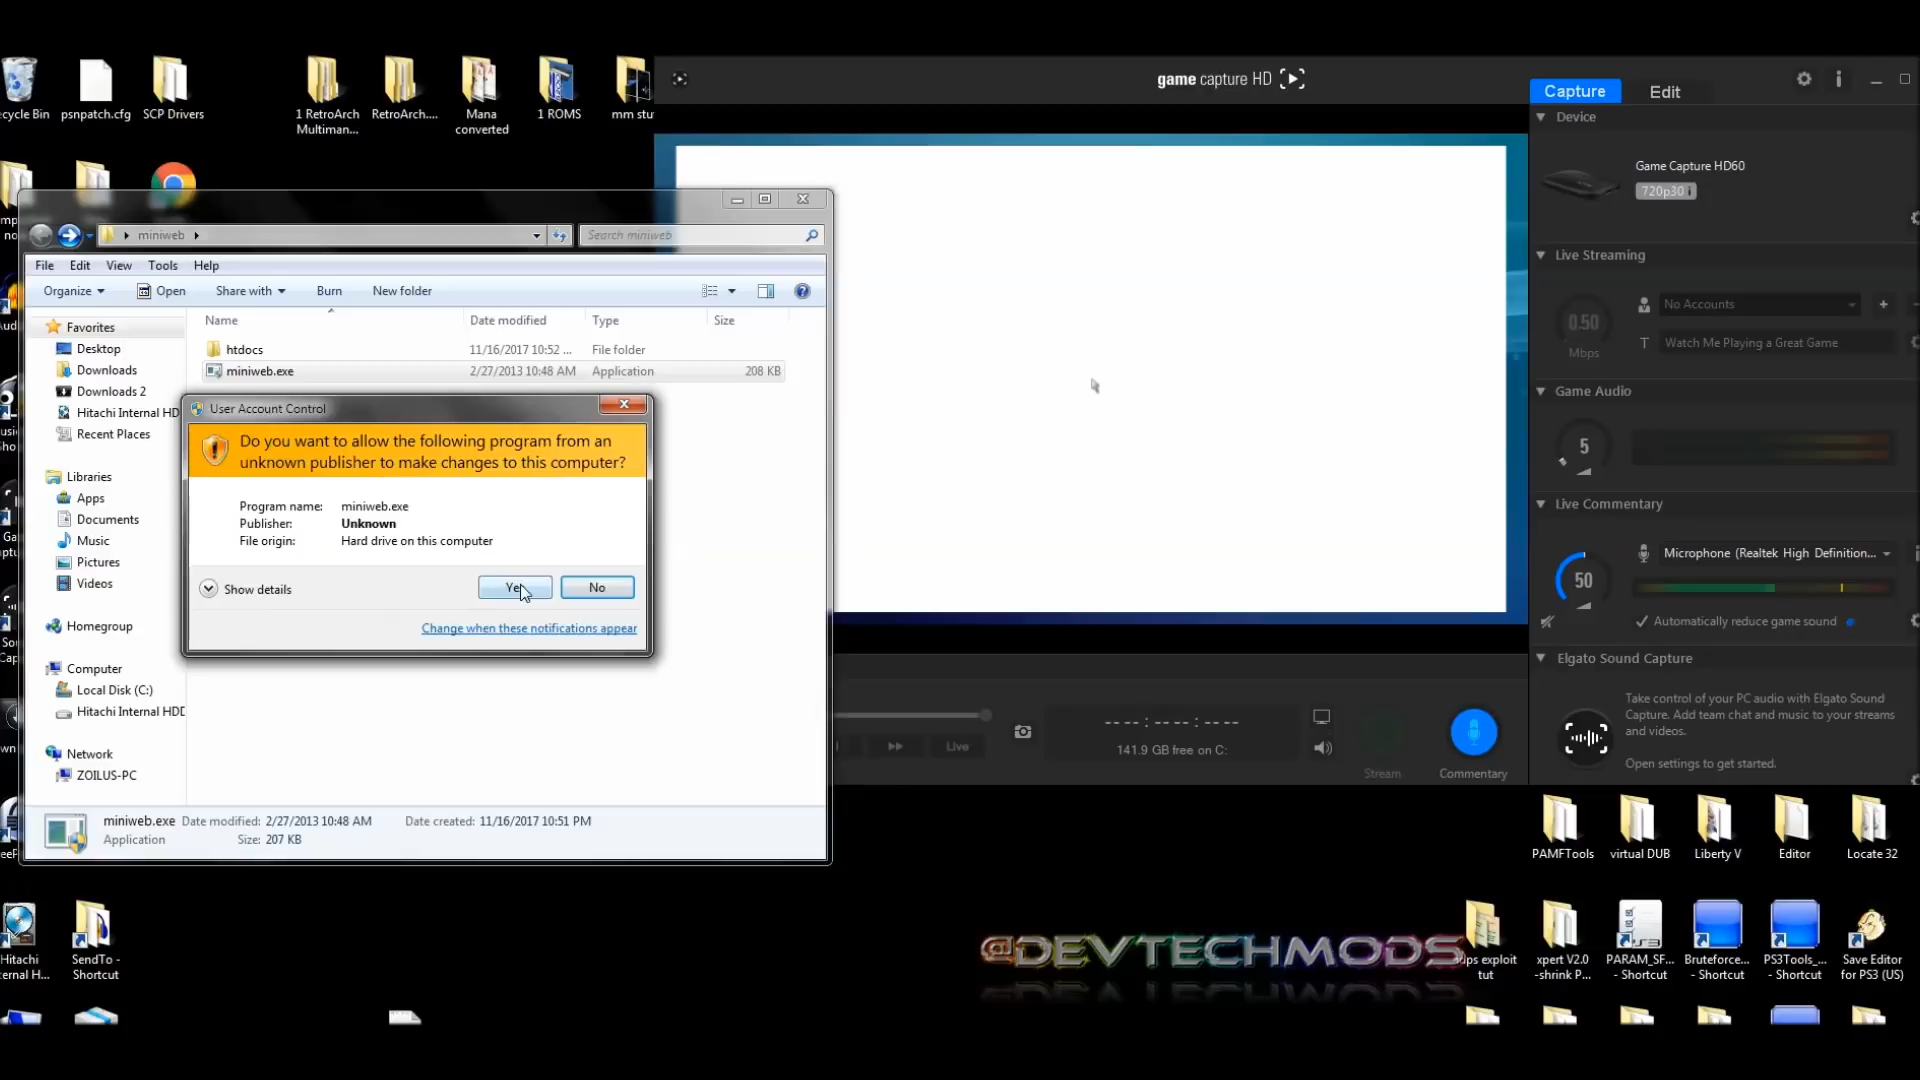 ecycle Bin
psnpatch.cfg
SCP Drivers
1 RetroArch
Multiman...
RetroArch....
Mana
converted
1 ROMS
mm stu
game capture HD
Capture
Edit
Device
Game Capture HD60
720p30
Live Streaming
No Accounts
0.50
Mbps
T
Watch Me Playing a Great Game
Game Audio
5
Live Commentary
Microphone (Realtek High Definition...
50
Automatically reduce game sound
Elgato Sound Capture
Take control of your PC audio with Elgato Sound
Capture. Add team chat and music to your streams
and videos.
Open settings to get started.
miniweb
Search miniweb
File
Edit
View
Tools
Help
Organize
Open
Share with
Burn
New folder
Name
Date modified
Type
Size
htdocs
11/16/2017 10:52 ...
File folder
miniweb.exe
2/27/2013 10:48 AM
Application
208 KB
Favorites
Desktop
Downloads
Downloads 2
Hitachi Internal HD
Recent Places
Libraries
Apps
Documents
Music
Pictures
Videos
Homegroup
Computer
Local Disk (C:)
Hitachi Internal HDD
Network
ZOILUS-PC
User Account Control
Do you want to allow the following program from an
unknown publisher to make changes to this computer?
Program name: miniweb.exe
Publisher: Unknown
File origin: Hard drive on this computer
Show details
Yes
No
Change when these notifications appear
miniweb.exe Date modified: 2/27/2013 10:48 AM Date created: 11/16/2017 10:51 PM
Application Size: 207 KB
Live
---- : ---- : ----
141.9 GB free on C:
Stream
Commentary
PAMFTools
virtual DUB
Liberty V
Editor
Locate 32
Hitachi
ernal H...
SendTo -
Shortcut
@DEVTECHMODS
ups exploit
tut
xpert V2.0
-shrink P...
PARAM_SF...
- Shortcut
Bruteforce...
- Shortcut
PS3Tools_...
- Shortcut
Save Editor
for PS3 (US)